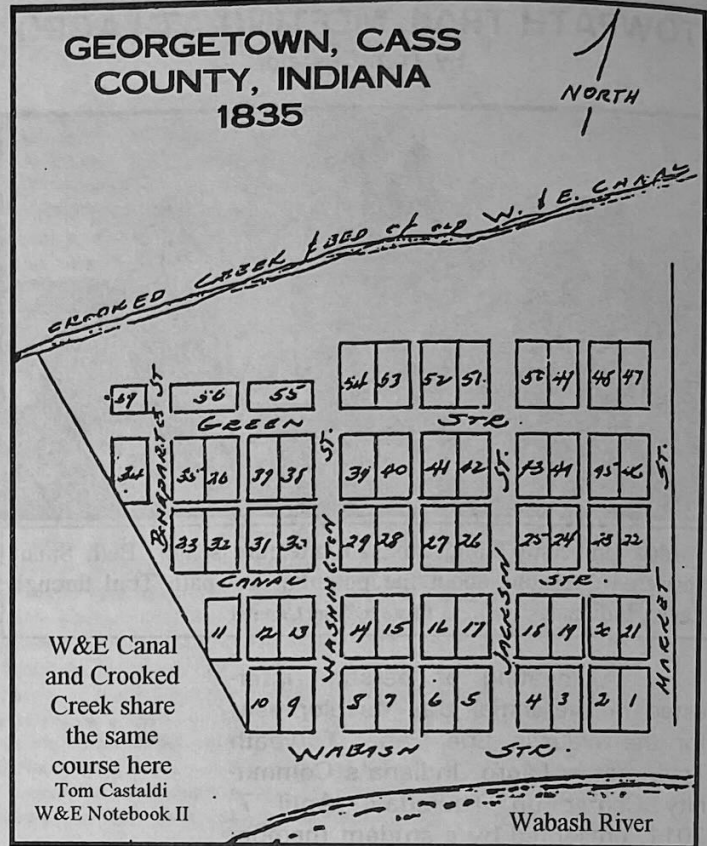 GEORGETOWN, CASS
COUNTY, INDIANA
1835
NORTH
CROOKED CREEK & BED of OLD W. & E. CANAL
54 53 52 51 50 49 48 47
56 55
GREEN STR.
34 35 36 37 38 39 40 41 42 43 44 45 46
BONAPARTE ST
WASHINGTON ST.
JACKSON ST.
MARKET ST.
33 32 31 30 29 28 27 26 25 24 23 22
CANAL STR.
11 12 13 14 15 16 17 18 19 20 21
10 9 8 7 6 5 4 3 2 1
WABASH STR.
W&E Canal
and Crooked
Creek share
the same
course here
Tom Castaldi
W&E Notebook II
Wabash River